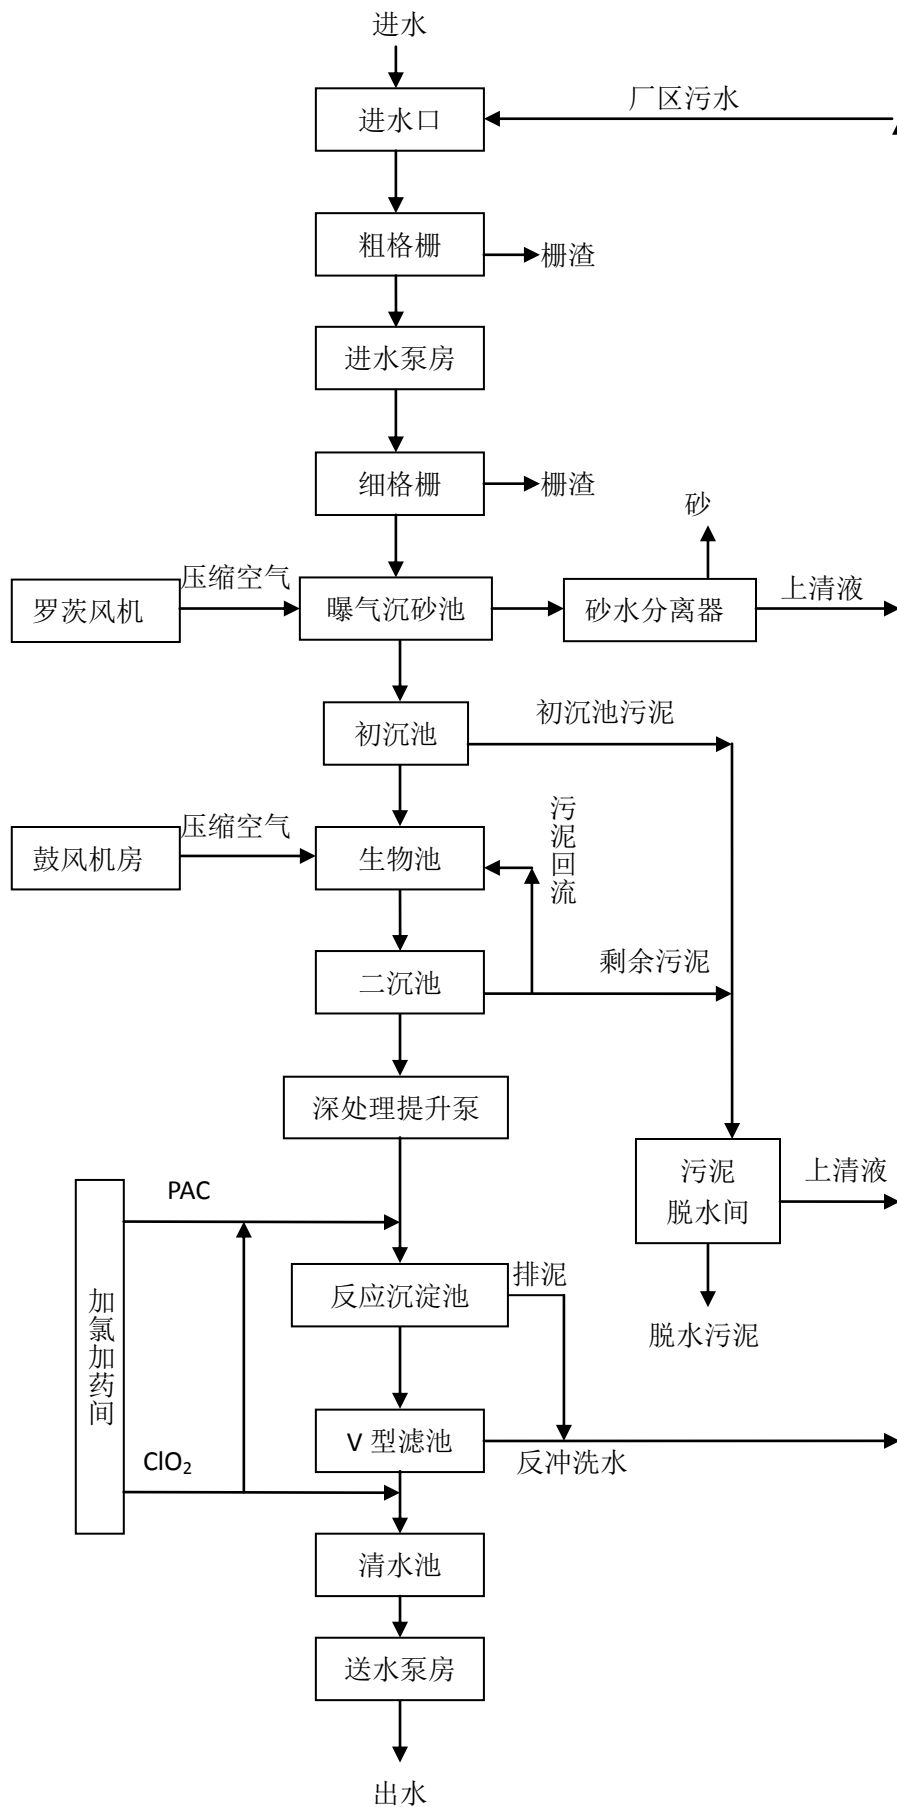 进水
厂区污水
进水口
粗格栅
栅渣
进水泵房
细格栅
栅渣
砂
压缩空气
上清液
罗茨风机
曝气沉砂池
砂水分离器
初沉池污泥
初沉池
污泥回流
压缩空气
鼓风机房
生物池
剩余污泥
二沉池
深处理提升泵
污泥
脱水间
上清液
PAC
排泥
反应沉淀池
脱水污泥
加氯加药间
V 型滤池
反冲洗水
ClO₂
清水池
送水泵房
出水